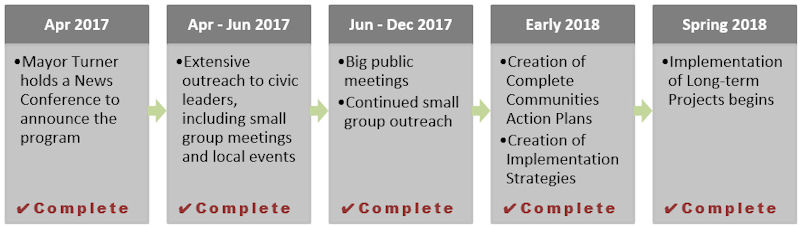 Apr 2017
•Mayor Turner
holds a News
Conference to
announce the
program
✔Complete
Apr - Jun 2017
•Extensive
outreach to civic
leaders,
including small
group meetings
and local events
✔Complete
Jun - Dec 2017
•Big public
meetings
•Continued small
group outreach
✔Complete
Early 2018
•Creation of
Complete
Communities
Action Plans
•Creation of
Implementation
Strategies
✔Complete
Spring 2018
•Implementation
of Long-term
Projects begins
✔Complete